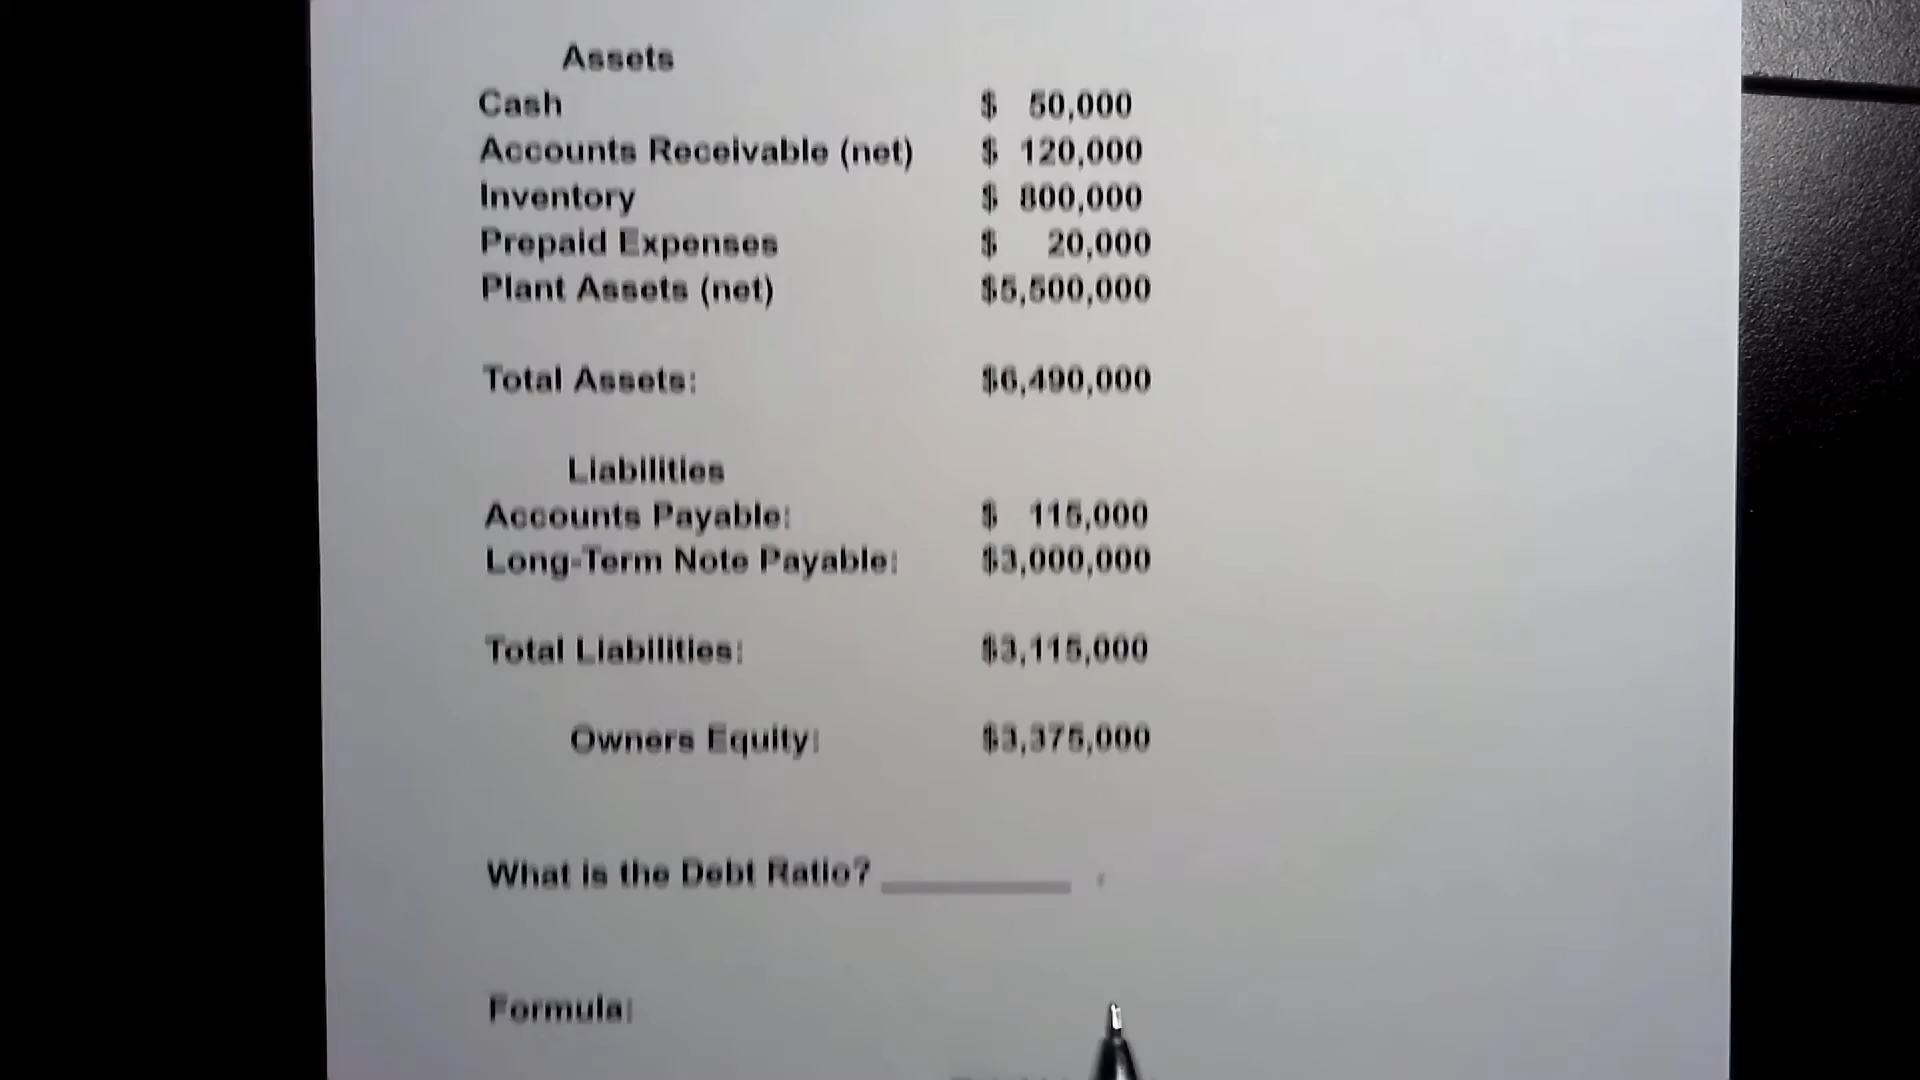 Assets
Cash $ 50,000
Accounts Receivable (net) $ 120,000
Inventory $ 800,000
Prepaid Expenses $ 20,000
Plant Assets (net) $5,500,000
Total Assets: $6,490,000
Liabilities
Accounts Payable: $ 115,000
Long-Term Note Payable: $3,000,000
Total Liabilities: $3,115,000
Owners Equity: $3,375,000
What is the Debt Ratio? __________
Formula: